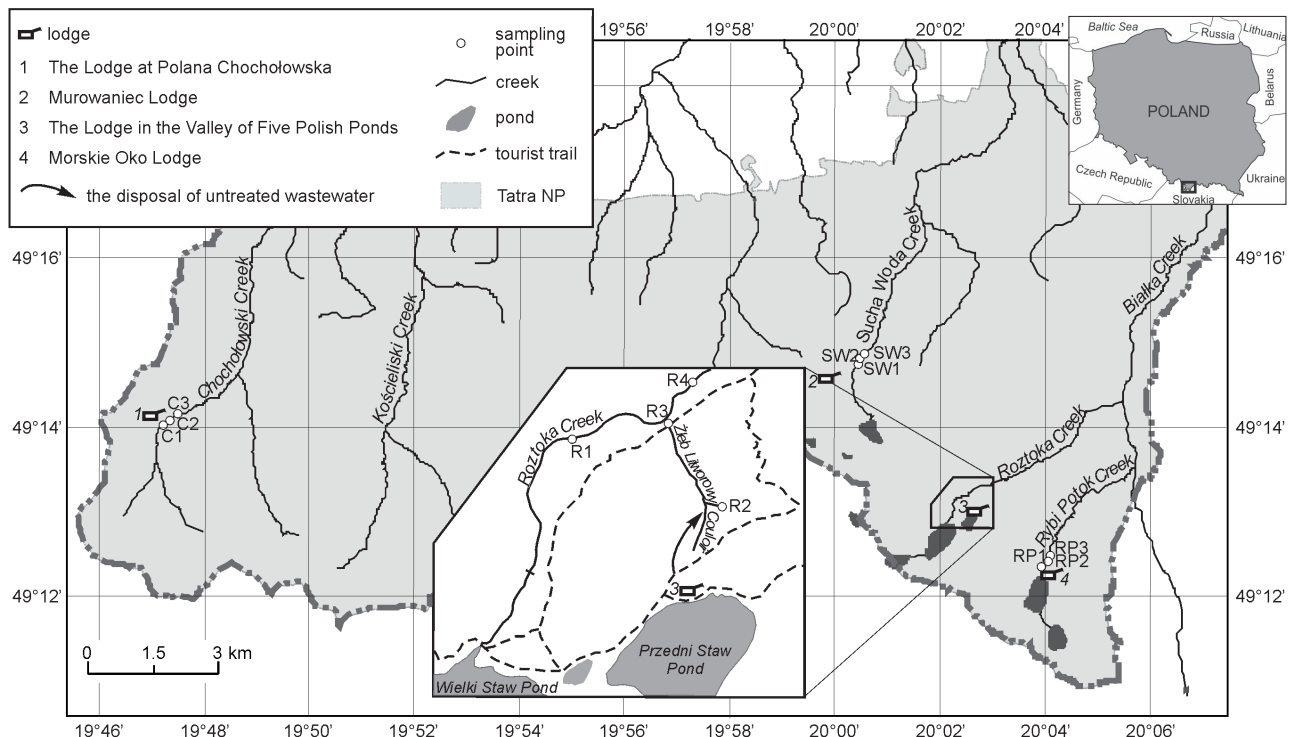 lodge
1 The Lodge at Polana Chochołowska
2 Murowaniec Lodge
3 The Lodge in the Valley of Five Polish Ponds
4 Morskie Oko Lodge
the disposal of untreated wastewater
sampling
point
creek
pond
tourist trail
Tatra NP
19°56'
19°58'
20°00'
20°02'
20°04'
Baltic Sea
Russia
Lithuania
Germany
POLAND
Belarus
Czech Republic
Ukraine
Slovakia
49°16'
49°16'
Chochołowski Creek
Kościeliski Creek
Sucha Woda Creek
Białka Creek
SW2
SW3
SW1
2
1
C3
C2
C1
49°14'
49°14'
R4
R3
Roztoka Creek
R1
Żleb Litworowy Couloir
R2
3
Przedni Staw
Pond
Wielki Staw Pond
Roztoka Creek
3
Rybi Potok Creek
RP1
RP3
RP2
4
49°12'
49°12'
0 1.5 3 km
19°46'
19°48'
19°50'
19°52'
19°54'
19°56'
19°58'
20°00'
20°02'
20°04'
20°06'